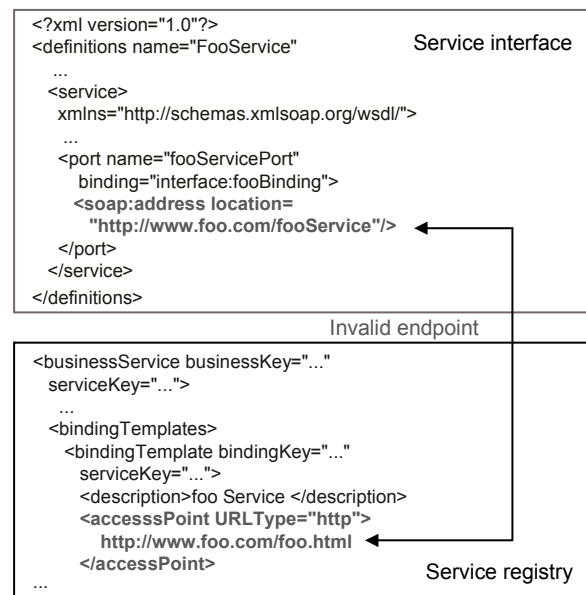 <?xml version="1.0"?>
<definitions name="FooService"
Service interface
...
<service>
xmlns="http://schemas.xmlsoap.org/wsdl/">
...
<port name="fooServicePort"
binding="interface:fooBinding">
<soap:address location=
"http://www.foo.com/fooService"/>
</port>
</service>
</definitions>
Invalid endpoint
<businessService businessKey="..."
serviceKey="...">
...
<bindingTemplates>
<bindingTemplate bindingKey="..."
serviceKey="...">
<description>foo Service </description>
<accesssPoint URLType="http">
http://www.foo.com/foo.html
</accessPoint>
Service registry
...